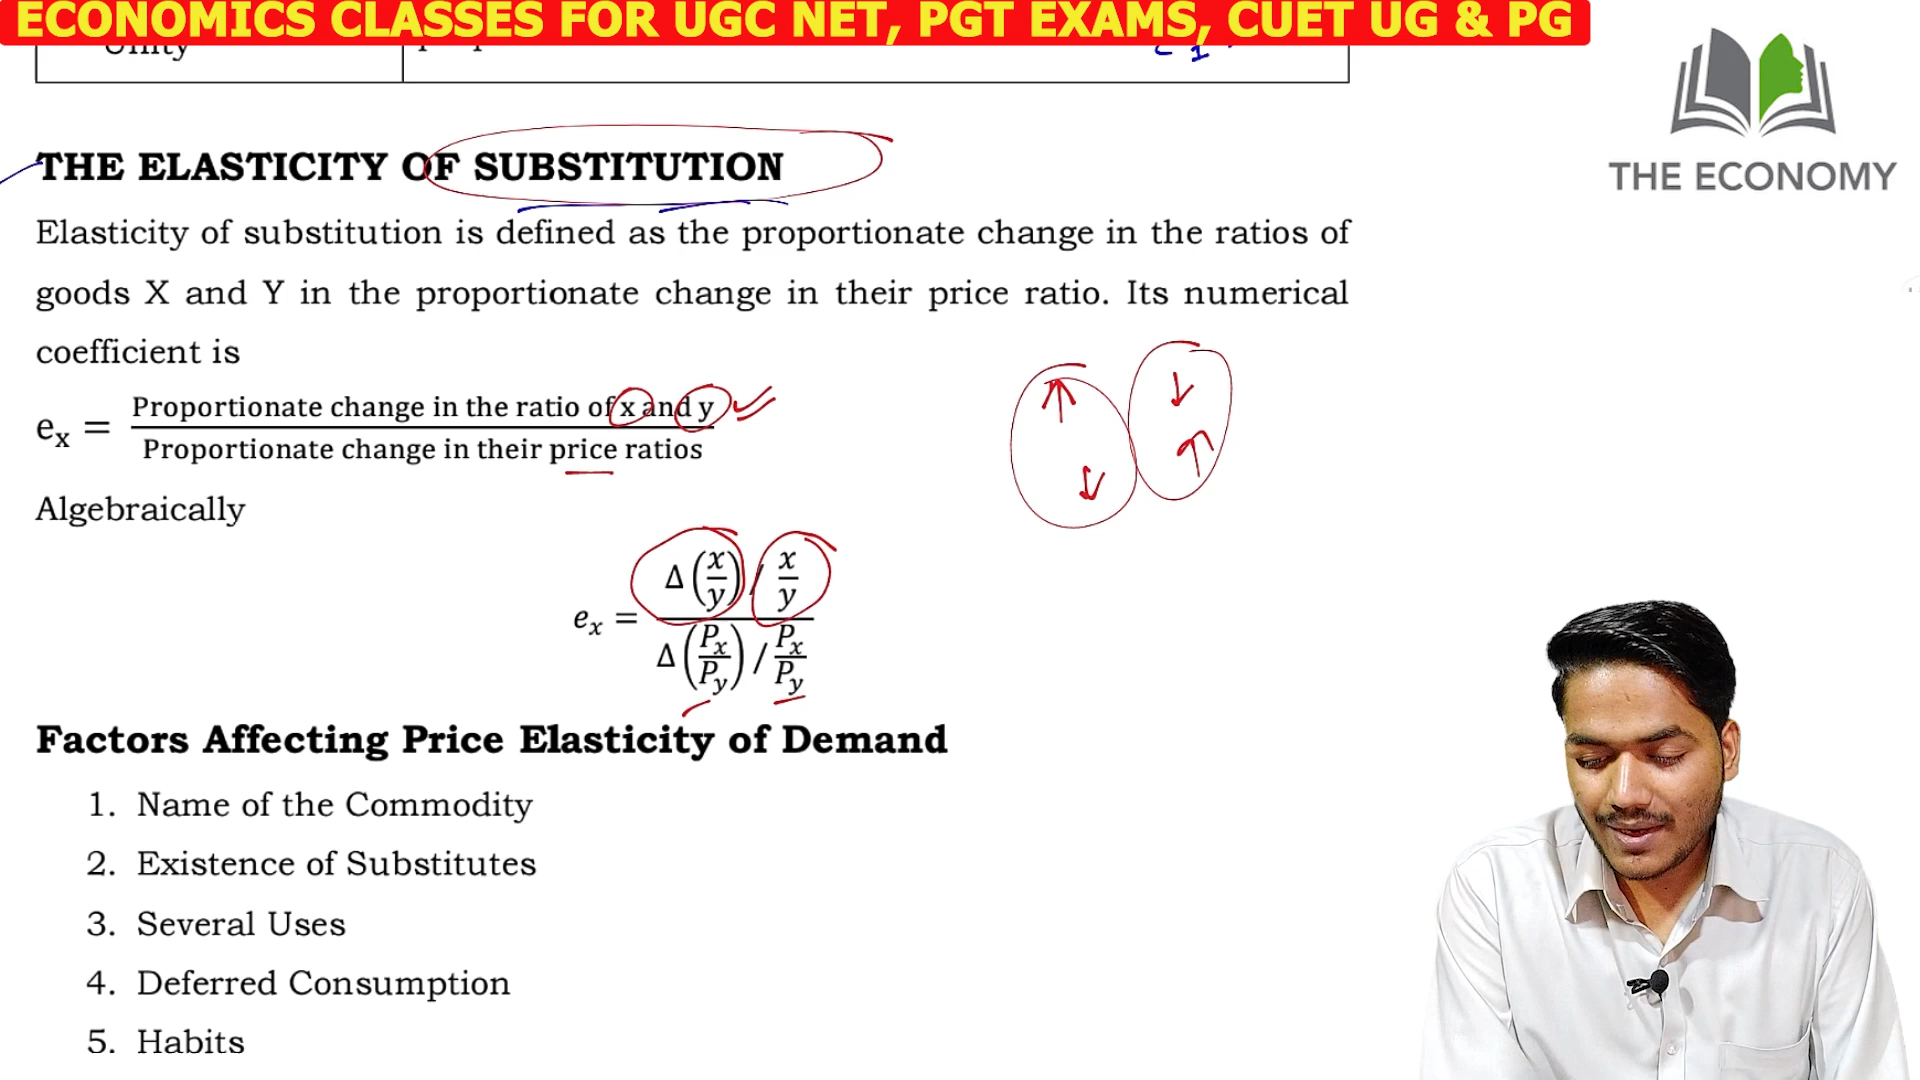 ECONOMICS CLASSES FOR UGC NET, PGT EXAMS, CUET UG & PG
Unity
THE ECONOMY
THE ELASTICITY OF SUBSTITUTION
Elasticity of substitution is defined as the proportionate change in the ratios of
goods X and Y in the proportionate change in their price ratio. Its numerical
coefficient is
eₓ = Proportionate change in the ratio of x and y / Proportionate change in their price ratios
Algebraically
eₓ = Δ(x/y) / x/y
Δ(Pₓ/Pᵧ) / Pₓ/Pᵧ
Factors Affecting Price Elasticity of Demand
1. Name of the Commodity
2. Existence of Substitutes
3. Several Uses
4. Deferred Consumption
5. Habits